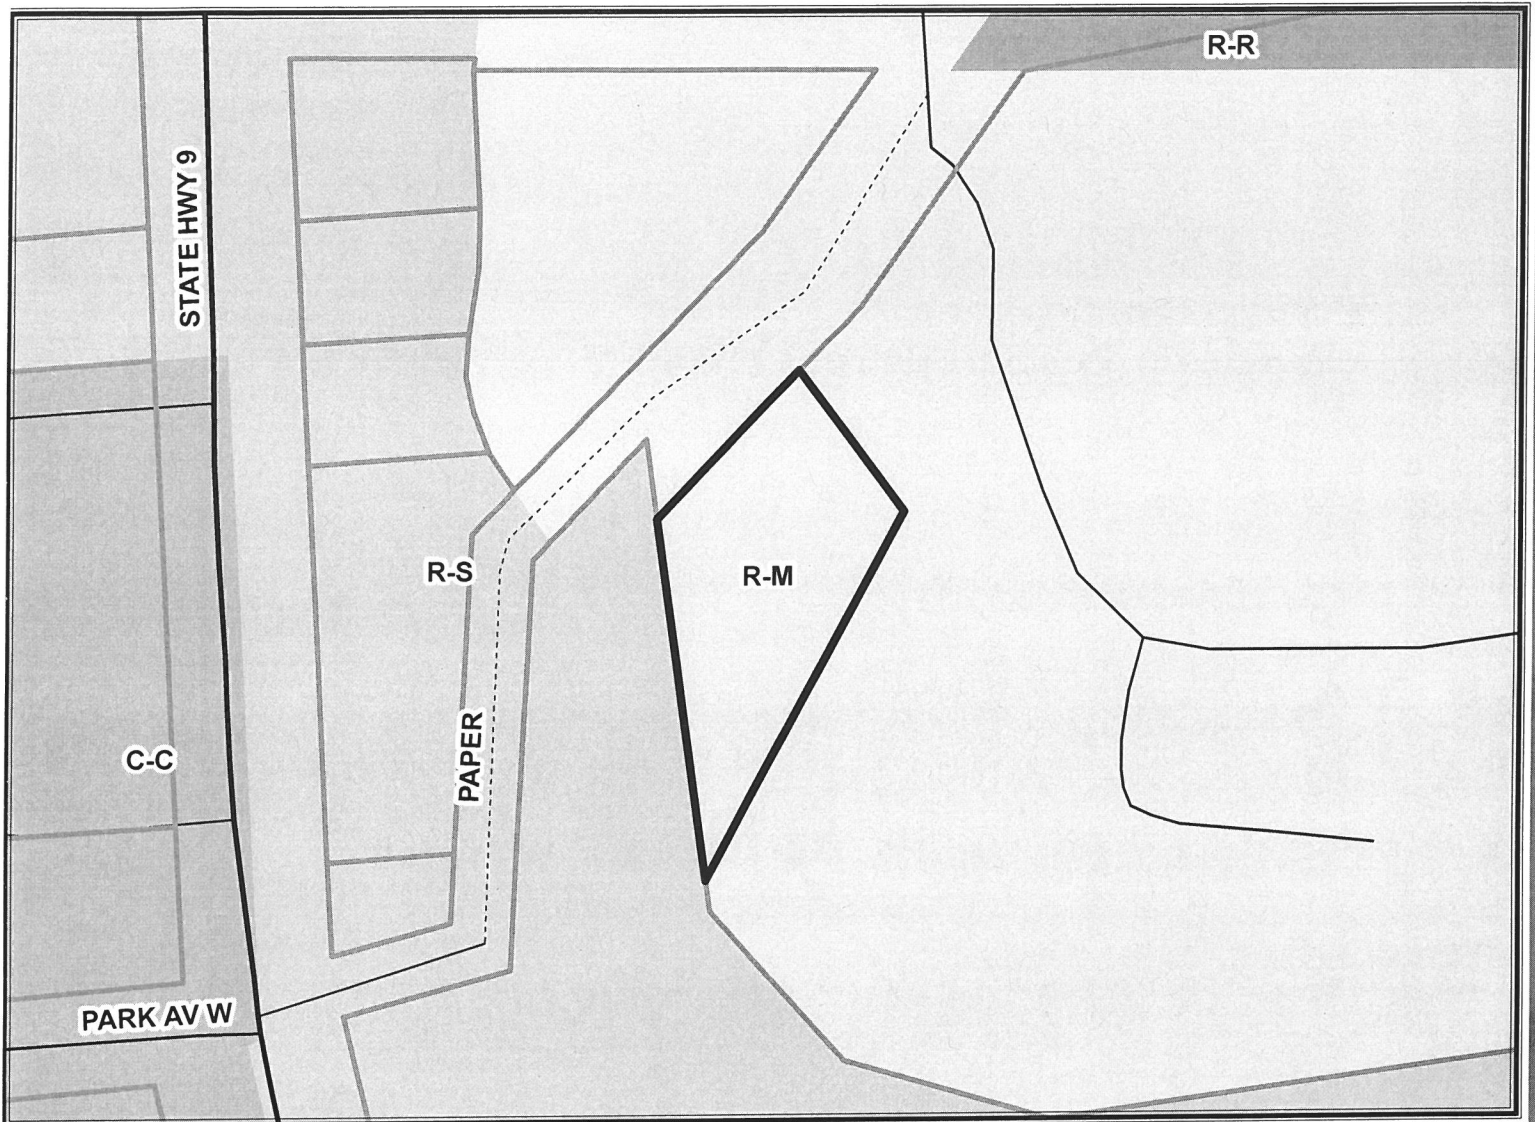 R-R
STATE HWY 9
R-S
R-M
PAPER
C-C
PARK AV W